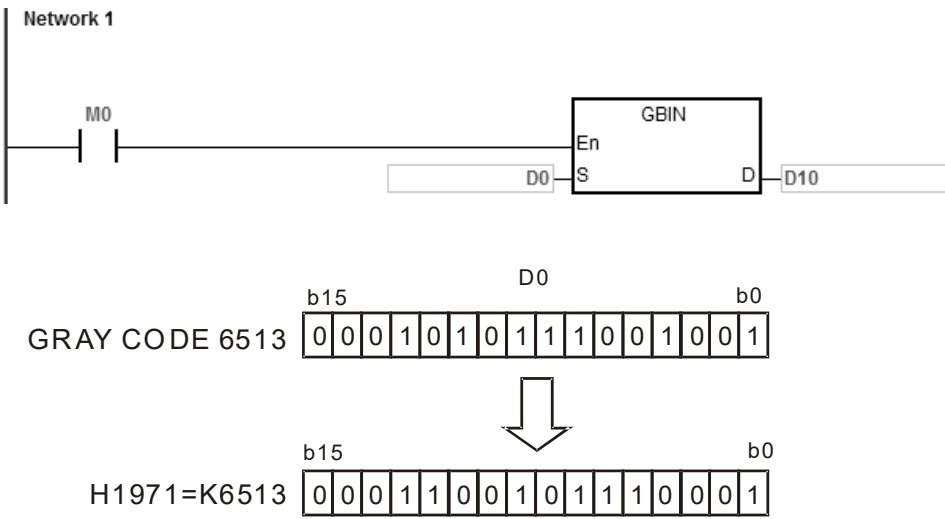 Network 1
M0
GBIN
En
D0 S D D10
D0
b15 b0
GRAY CODE 6513 0 0 0 1 0 1 0 1 1 1 0 0 1 0 0 1
b15 b0
H1971=K6513 0 0 0 1 1 0 0 1 0 1 1 1 0 0 0 1